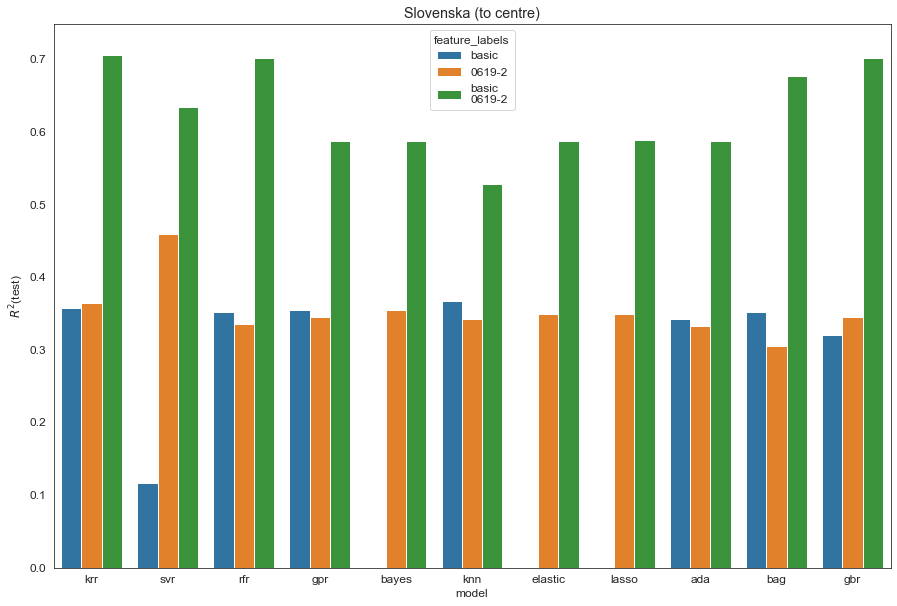 Slovenska (to centre)
feature_labels
basic
0619-2
basic
0619-2
R²(test)
0.7
0.6
0.5
0.4
0.3
0.2
0.1
0.0
krr svr rfr gpr bayes knn elastic lasso ada bag gbr
model